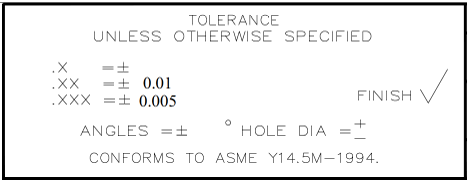 TOLERANCE
UNLESS OTHERWISE SPECIFIED
.X =±
.XX =± 0.01
.XXX =± 0.005
FINISH √
ANGLES =± ° HOLE DIA =±
CONFORMS TO ASME Y14.5M-1994.